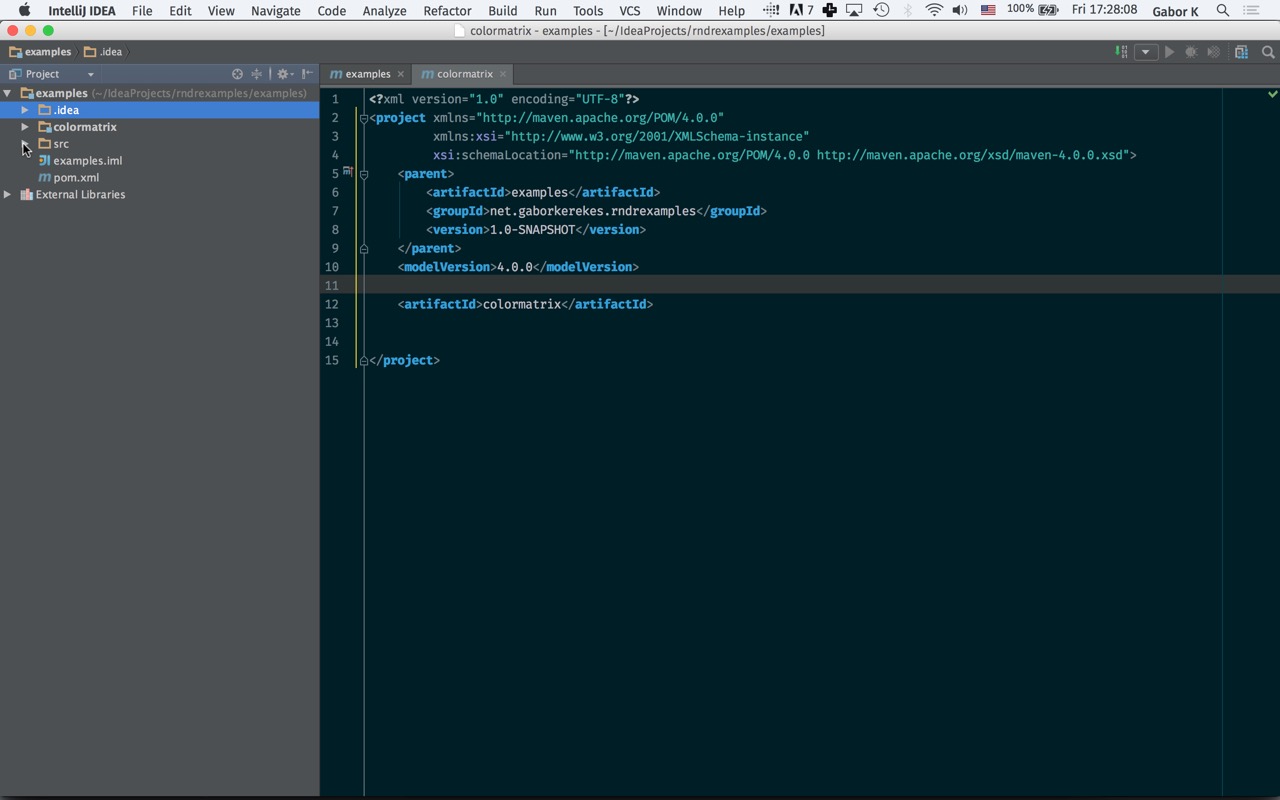 IntelliJ IDEA File Edit View Navigate Code Analyze Refactor Build Run Tools VCS Window Help 7 100% Fri 17:28:08 Gabor K
colormatrix - examples - [~/IdeaProjects/rndrexamples/examples]
examples .idea
Project
examples colormatrix
examples (~/IdeaProjects/rndrexamples/examples)
.idea
colormatrix
src
examples.iml
pom.xml
External Libraries
1 <?xml version="1.0" encoding="UTF-8"?>
2 <project xmlns="http://maven.apache.org/POM/4.0.0"
3 xmlns:xsi="http://www.w3.org/2001/XMLSchema-instance"
4 xsi:schemaLocation="http://maven.apache.org/POM/4.0.0 http://maven.apache.org/xsd/maven-4.0.0.xsd">
5 <parent>
6 <artifactId>examples</artifactId>
7 <groupId>net.gaborkerekes.rndrexamples</groupId>
8 <version>1.0-SNAPSHOT</version>
9 </parent>
10 <modelVersion>4.0.0</modelVersion>
11
12 <artifactId>colormatrix</artifactId>
13
14
15 </project>